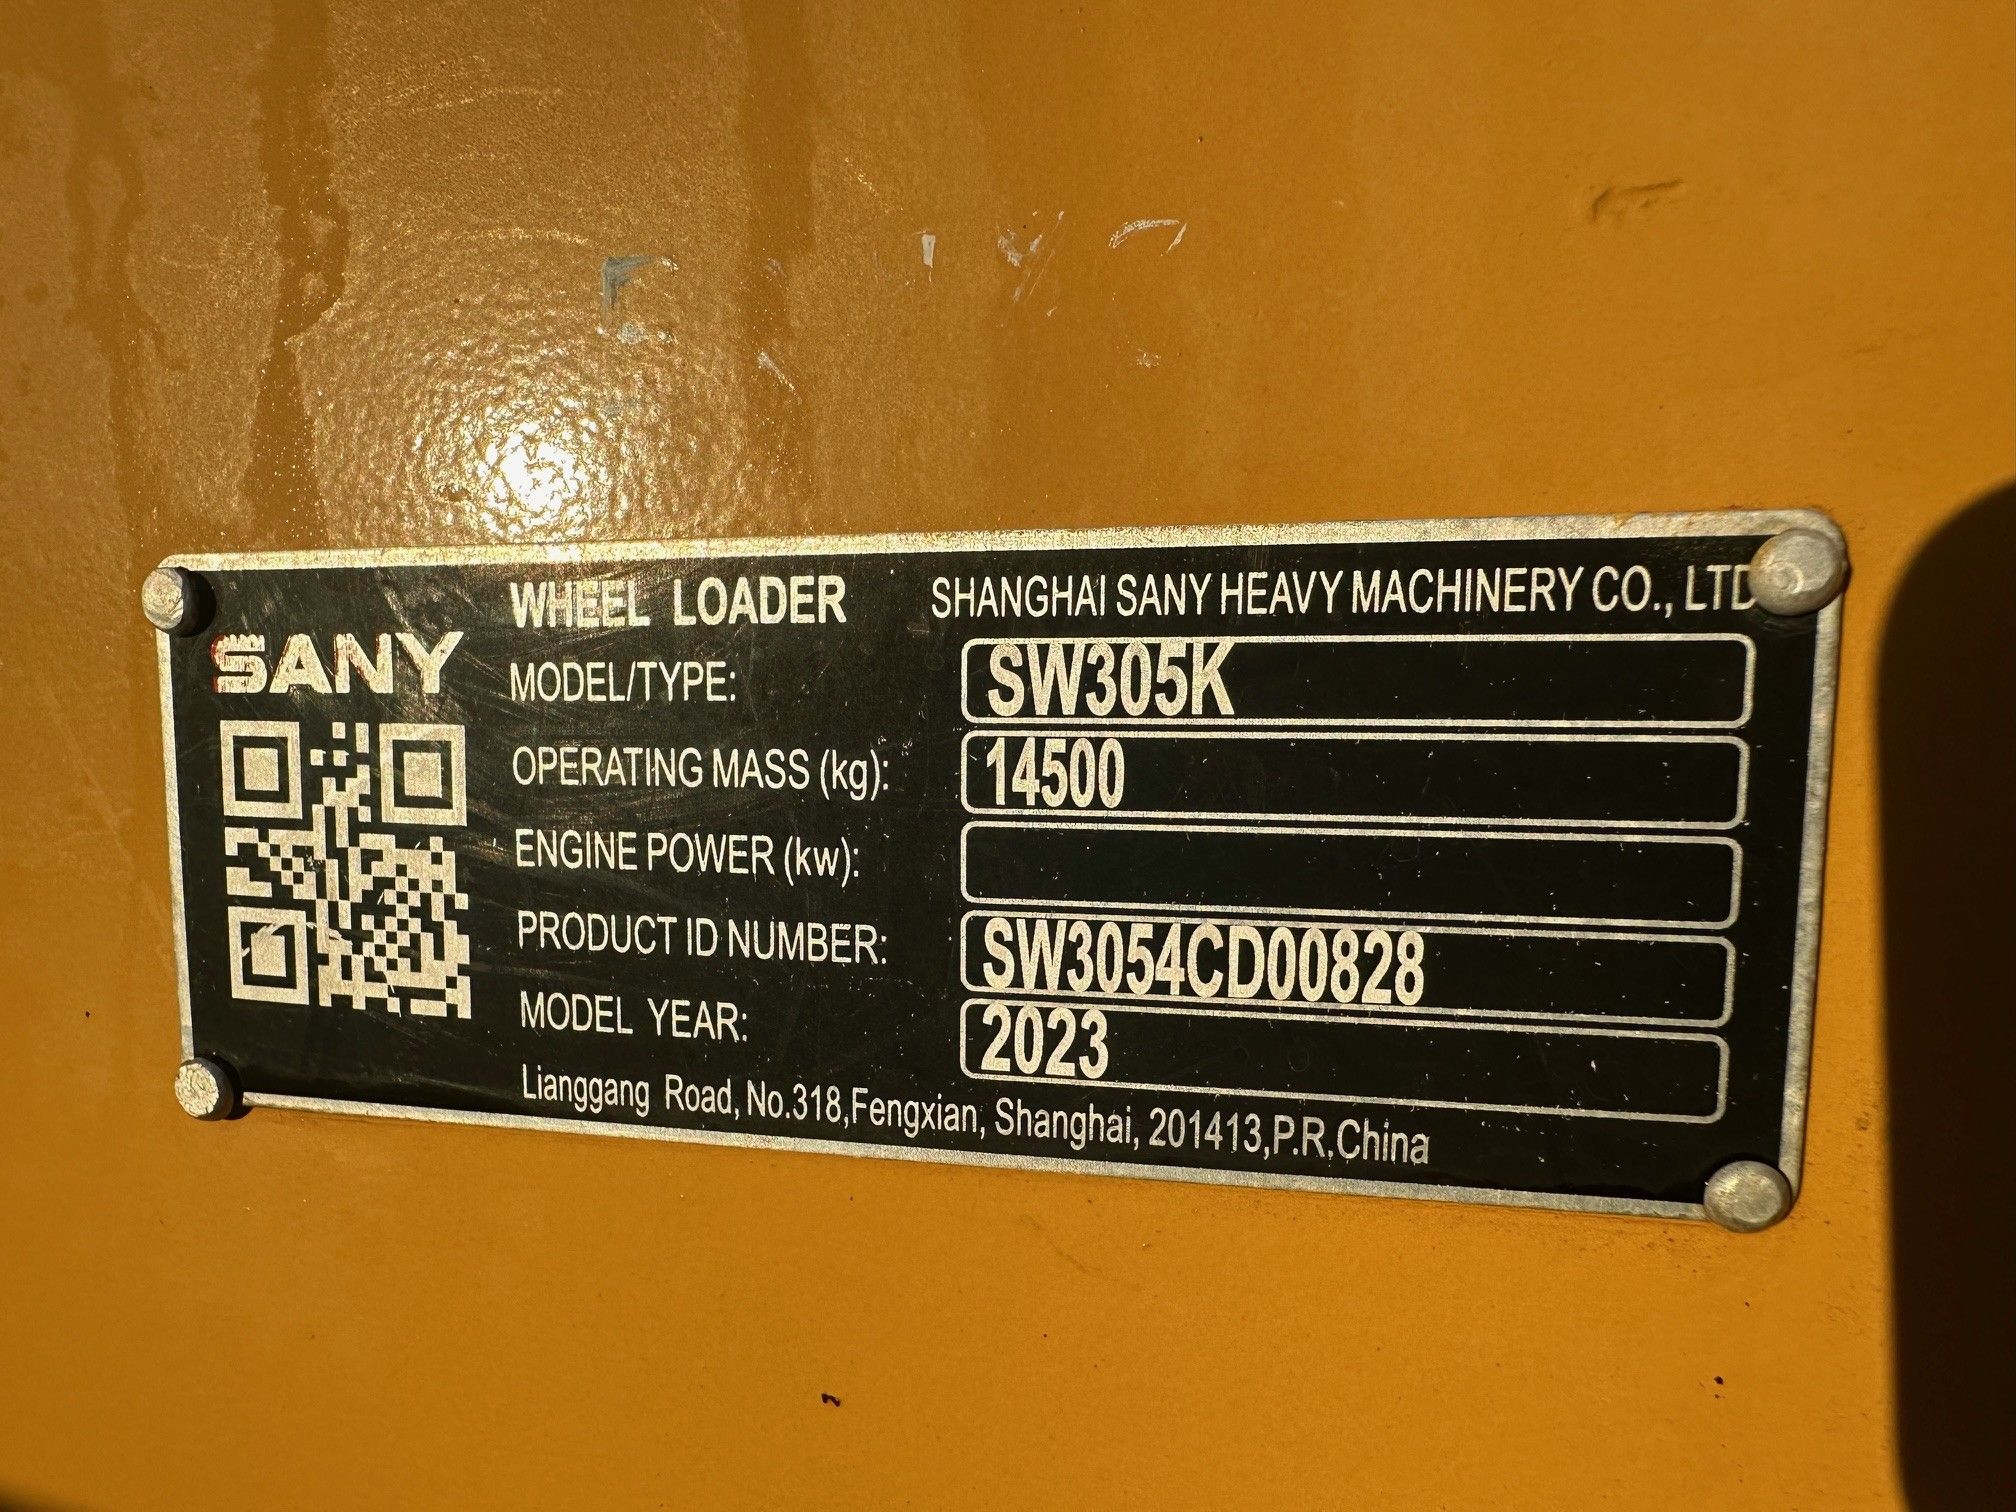 WHEEL LOADER SHANGHAI SANY HEAVY MACHINERY CO., LTD
SANY
MODEL/TYPE: SW305K
OPERATING MASS (kg): 14500
ENGINE POWER (kw):
PRODUCT ID NUMBER: SW3054CD00828
MODEL YEAR: 2023
Lianggang Road, No.318,Fengxian, Shanghai, 201413,P.R.China